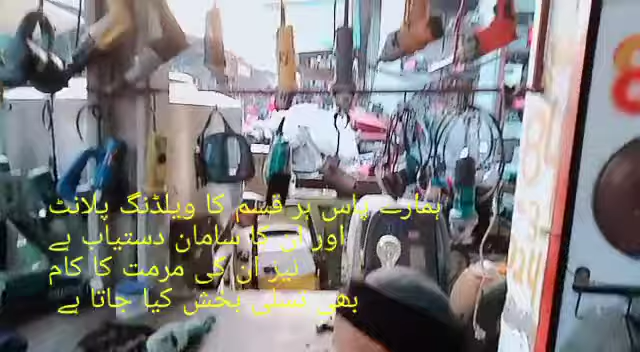 ہمارے پاس ہر قسم کا ویلڈنگ پلانٹ
اور ان کا سامان دستیاب ہے
نیز ان کی مرمت کا کام
بھی تسلی بخش کیا جاتا ہے
8